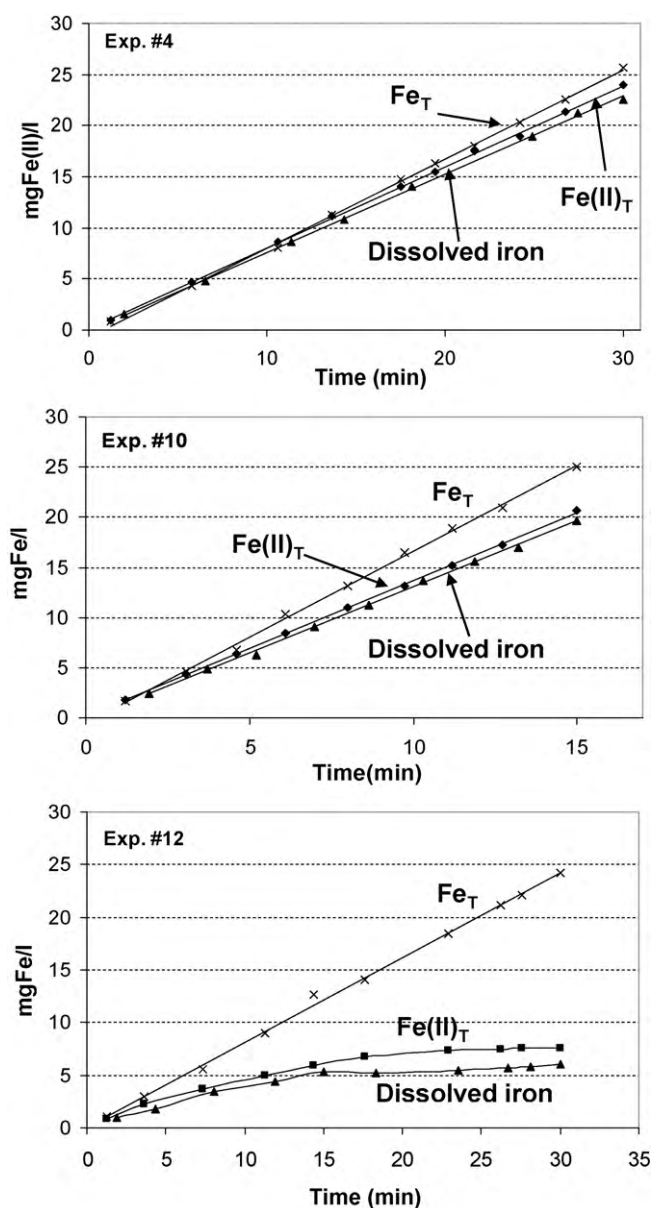 Exp. #4
30
25
20
15
10
5
0
mgFe(II)/l
Fe_T
Fe(II)_T
Dissolved iron
0 10 20 30
Time (min)
Exp. #10
30
25
20
15
10
5
0
mgFe/l
Fe_T
Fe(II)_T
Dissolved iron
0 5 10 15
Time(min)
Exp. #12
30
25
20
15
10
5
0
mgFe/l
Fe_T
Fe(II)_T
Dissolved iron
0 5 10 15 20 25 30 35
Time (min)